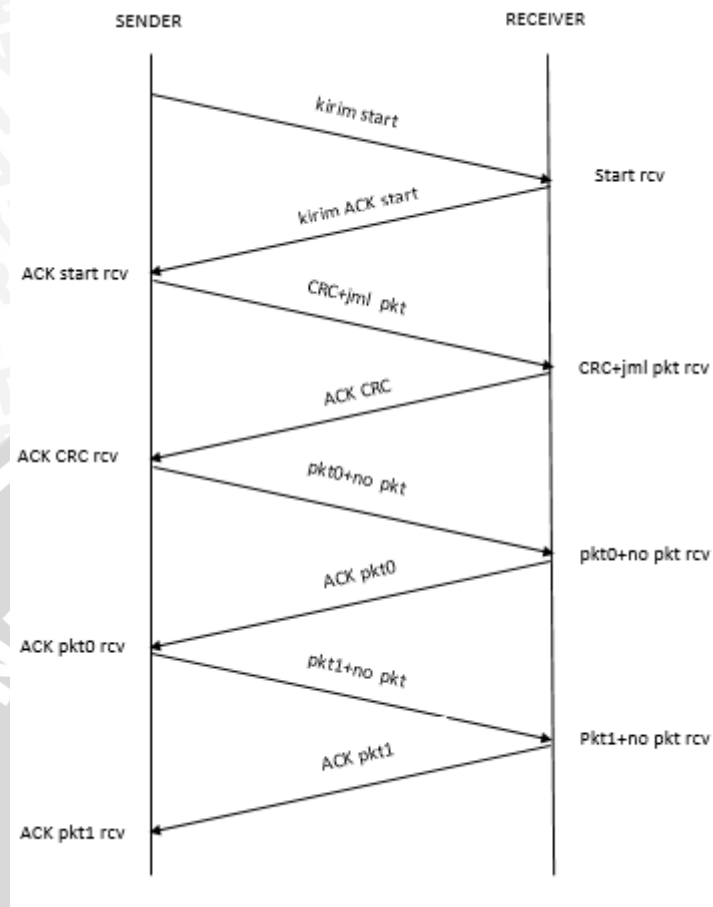 SENDER
RECEIVER
kirim start
Start rcv
kirim ACK start
ACK start rcv
CRC+jml pkt
CRC+jml pkt rcv
ACK CRC
ACK CRC rcv
pkt0+no pkt
pkt0+no pkt rcv
ACK pkt0
ACK pkt0 rcv
pkt1+no pkt
Pkt1+no pkt rcv
ACK pkt1
ACK pkt1 rcv